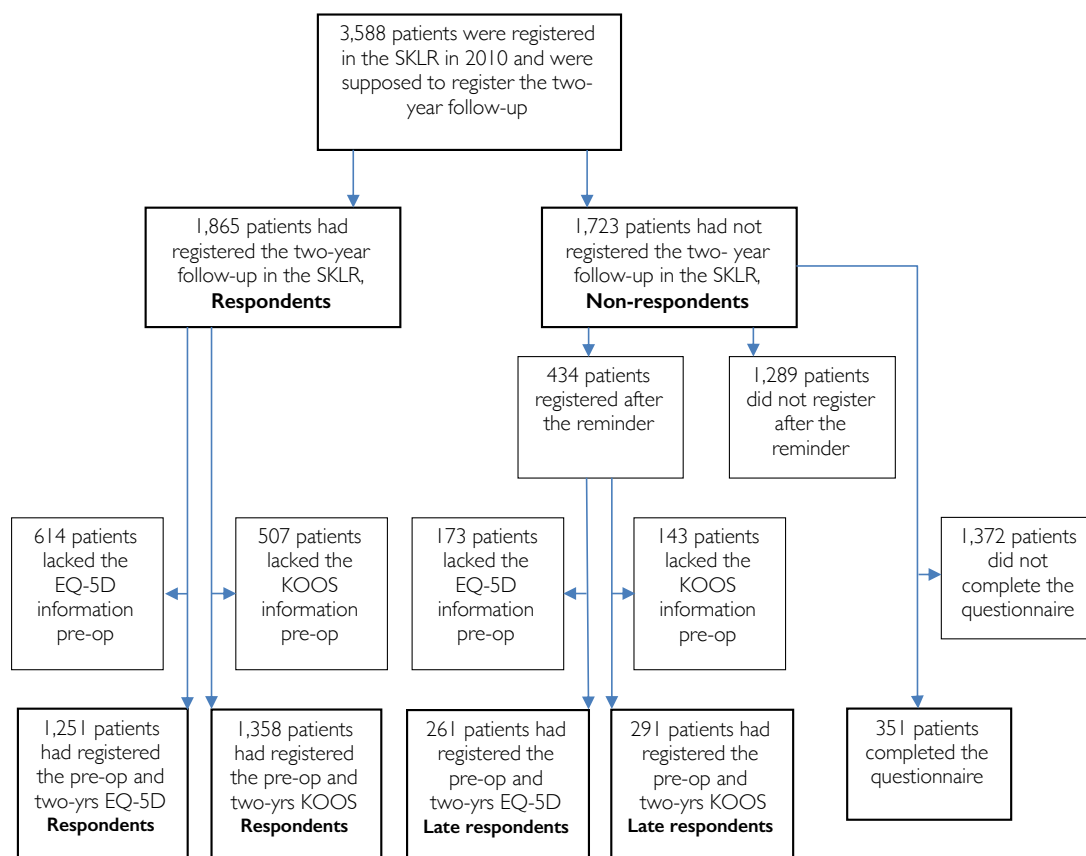 3,588 patients were registered
in the SKLR in 2010 and were
supposed to register the two-
year follow-up
1,865 patients had
registered the two-year
follow-up in the SKLR,
Respondents
1,723 patients had not
registered the two- year
follow-up in the SKLR,
Non-respondents
434 patients
registered after
the reminder
1,289 patients
did not register
after the
reminder
614 patients
lacked the
EQ-5D
information
pre-op
507 patients
lacked the
KOOS
information
pre-op
173 patients
lacked the
EQ-5D
information
pre-op
143 patients
lacked the
KOOS
information
pre-op
1,372 patients
did not
complete the
questionnaire
1,251 patients
had registered
the pre-op and
two-yrs EQ-5D
Respondents
1,358 patients
had registered
the pre-op and
two-yrs KOOS
Respondents
261 patients had
registered the
pre-op and
two-yrs EQ-5D
Late respondents
291 patients had
registered the
pre-op and
two-yrs KOOS
Late respondents
351 patients
completed the
questionnaire